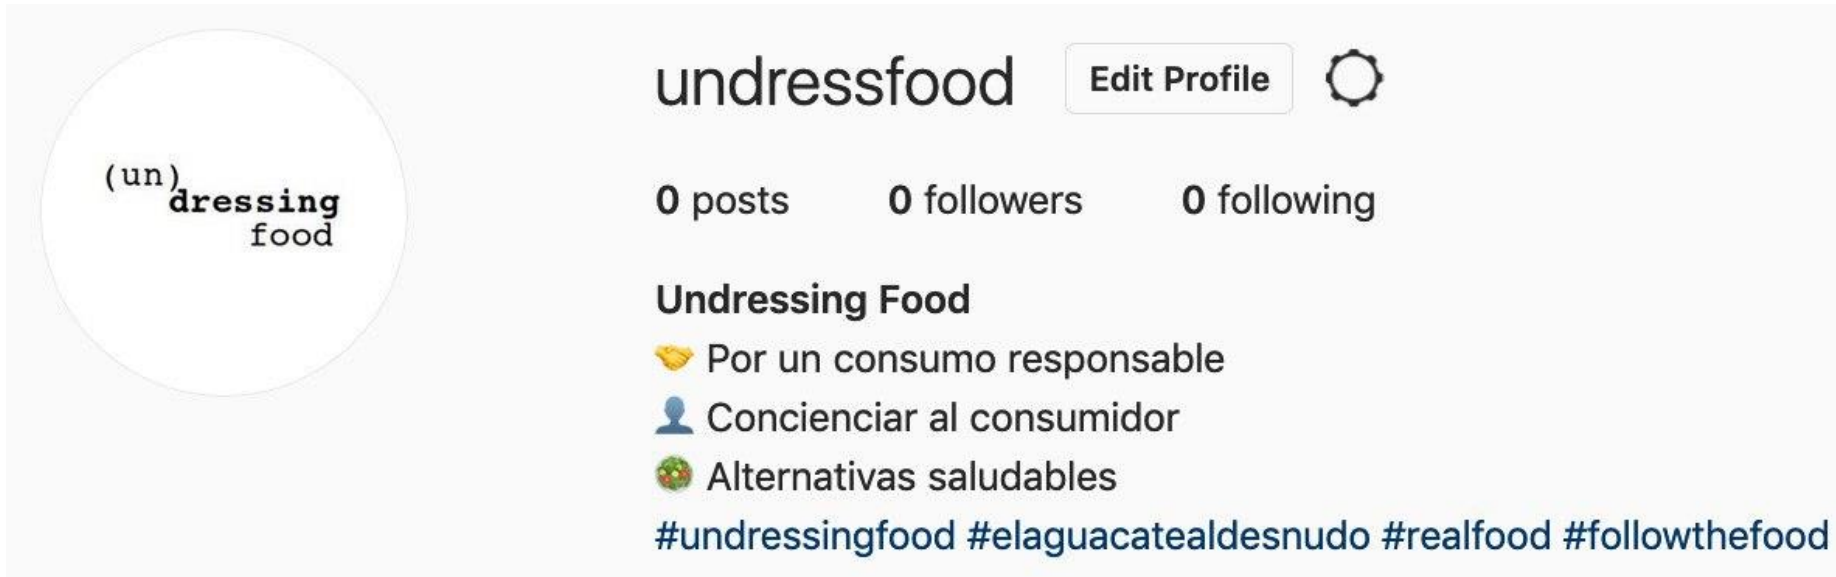 (un)
dressing
food
undressfood Edit Profile
0 posts 0 followers 0 following
Undressing Food
🤝 Por un consumo responsable
👤 Concienciar al consumidor
🥗 Alternativas saludables
#undressingfood #elaguacatealdesnudo #realfood #followthefood